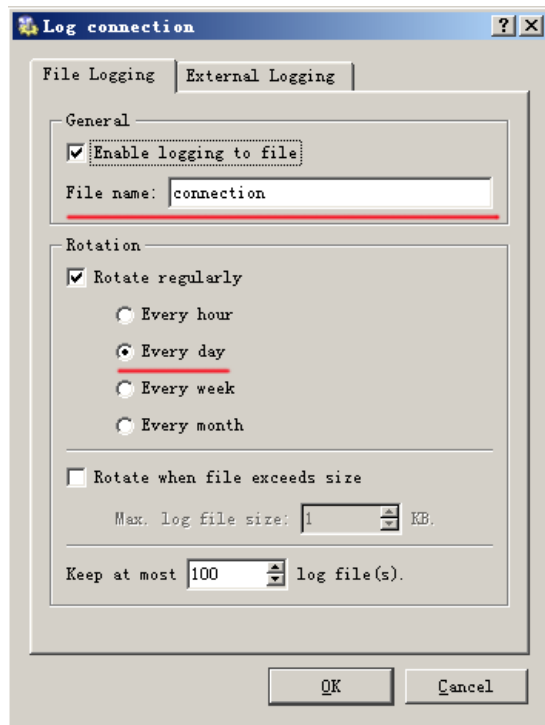 Log connection
File Logging External Logging
General
Enable logging to file
File name: connection
Rotation
Rotate regularly
Every hour
Every day
Every week
Every month
Rotate when file exceeds size
Max. log file size: 1 KB.
Keep at most 100 log file(s).
OK Cancel